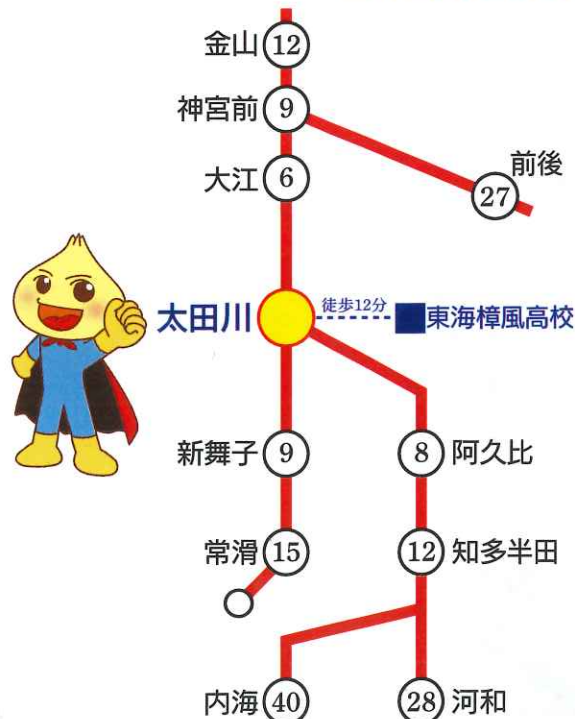 金山 12
神宮前 9
大江 6
前後
27
太田川
徒歩12分
東海樟風高校
新舞子 9
8 阿久比
常滑 15
12 知多半田
内海 40
28 河和